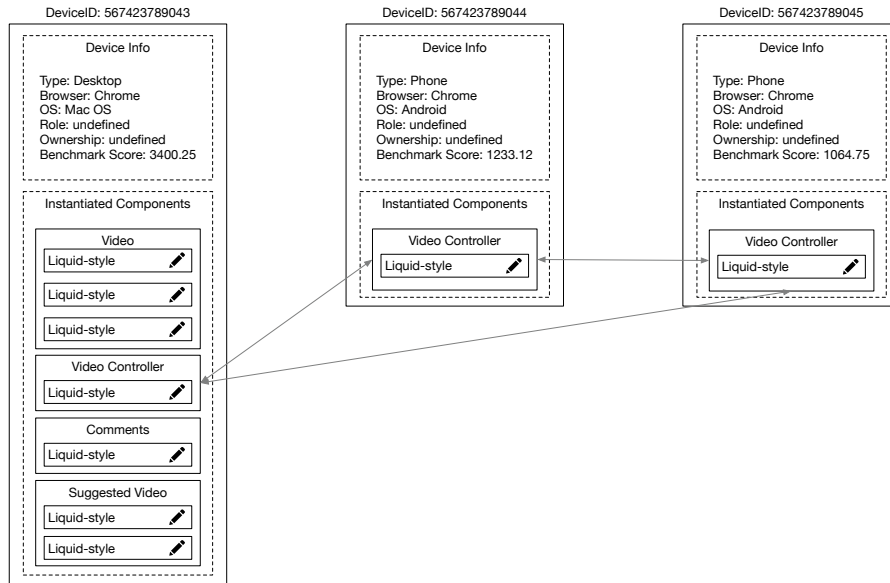 DeviceID: 567423789043
Device Info
Type: Desktop
Browser: Chrome
OS: Mac OS
Role: undefined
Ownership: undefined
Benchmark Score: 3400.25
Instantiated Components
Video
Liquid-style
Liquid-style
Liquid-style
Video Controller
Liquid-style
Comments
Liquid-style
Suggested Video
Liquid-style
Liquid-style
DeviceID: 567423789044
Device Info
Type: Phone
Browser: Chrome
OS: Android
Role: undefined
Ownership: undefined
Benchmark Score: 1233.12
Instantiated Components
Video Controller
Liquid-style
DeviceID: 567423789045
Device Info
Type: Phone
Browser: Chrome
OS: Android
Role: undefined
Ownership: undefined
Benchmark Score: 1064.75
Instantiated Components
Video Controller
Liquid-style